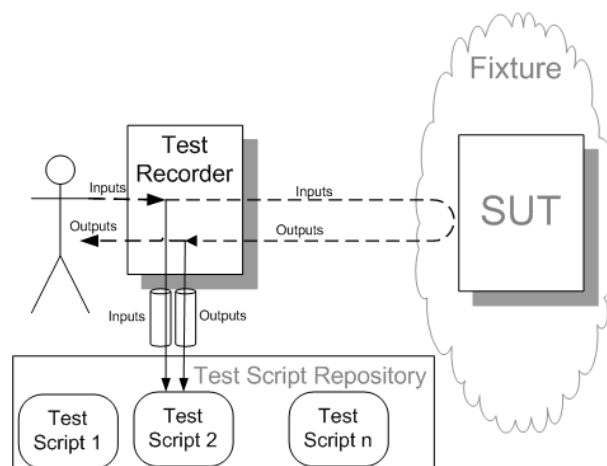 Fixture
Test
Recorder
Inputs
Inputs
SUT
Outputs
Outputs
Inputs
Outputs
Test Script Repository
Test
Script 1
Test
Script 2
Test
Script n